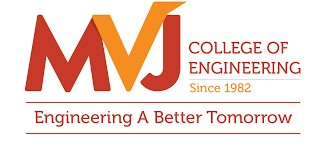 MVJ
COLLEGE OF
ENGINEERING
Since 1982
Engineering A Better Tomorrow